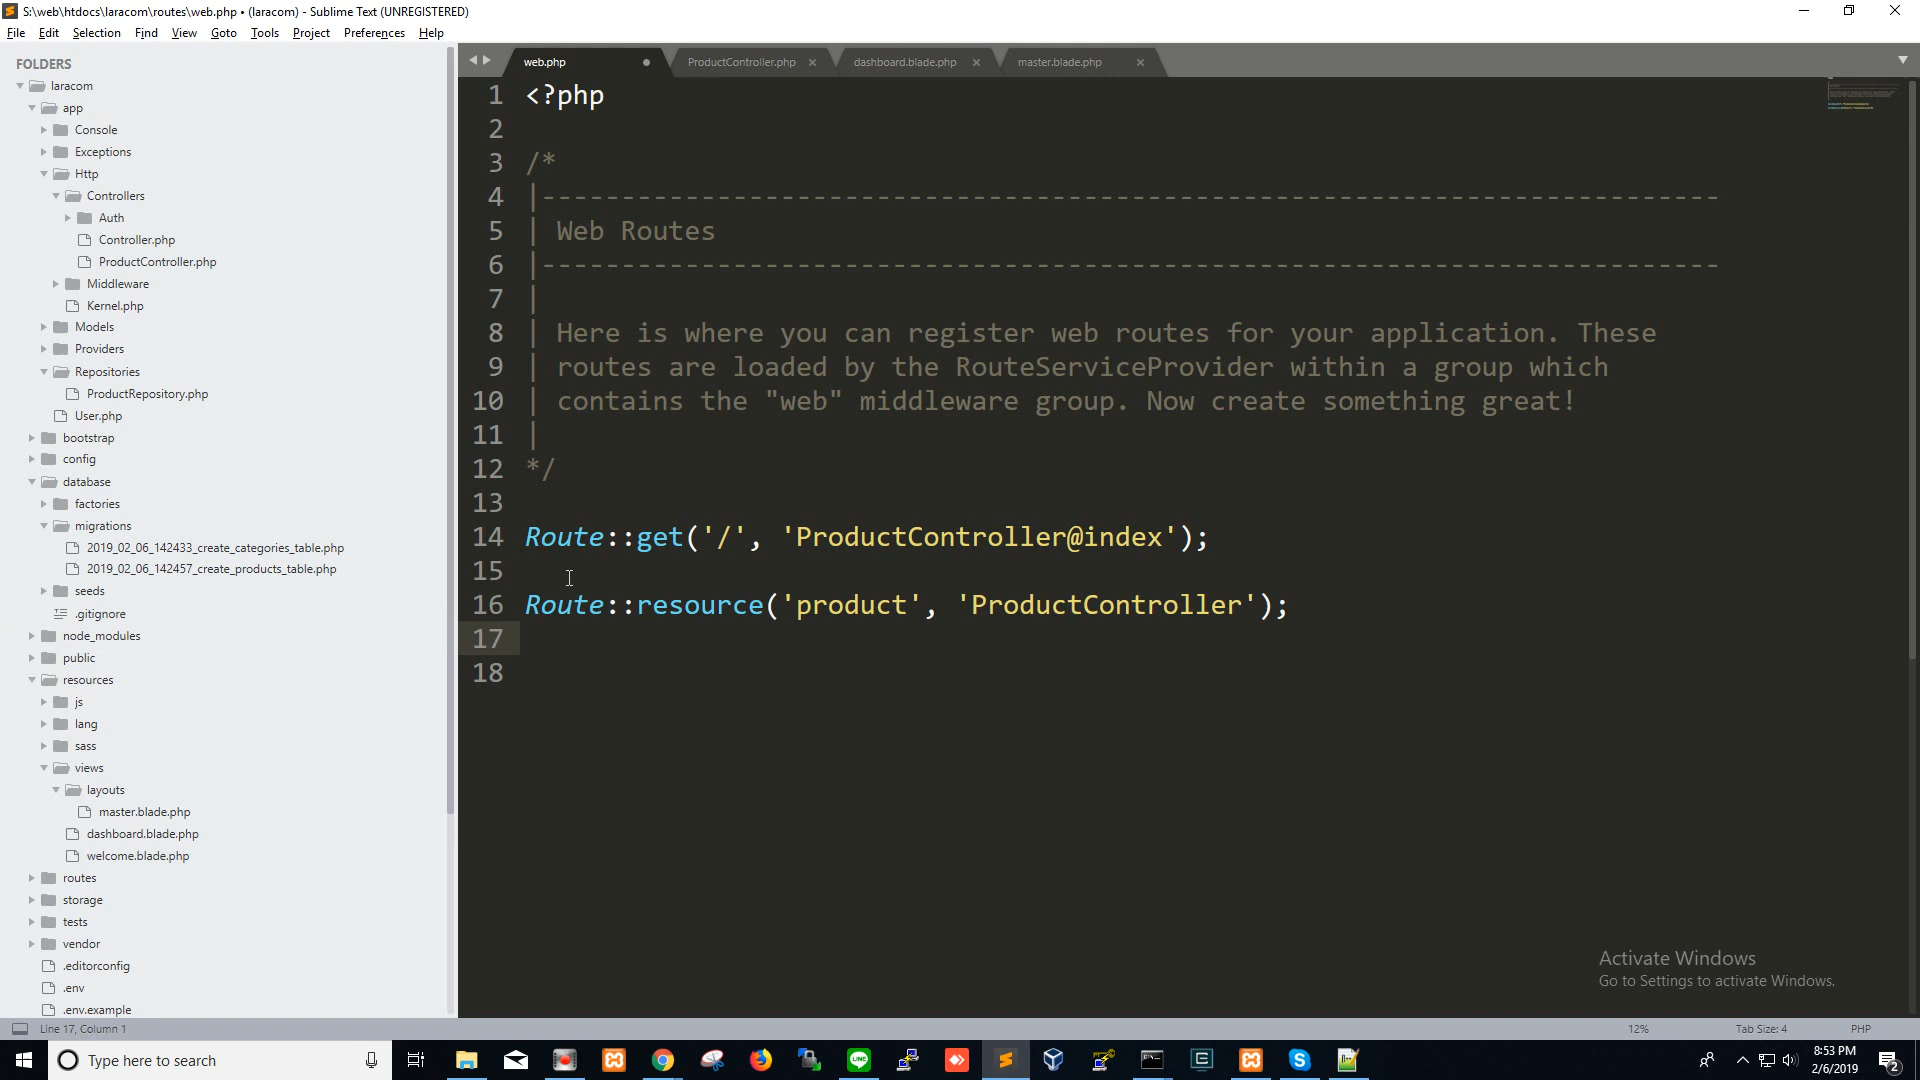 S:\web\htdocs\laracom\routes\web.php • (laracom) - Sublime Text (UNREGISTERED)
File Edit Selection Find View Goto Tools Project Preferences Help
FOLDERS
laracom
app
Console
Exceptions
Http
Controllers
Auth
Controller.php
ProductController.php
Middleware
Kernel.php
Models
Providers
Repositories
ProductRepository.php
User.php
bootstrap
config
database
factories
migrations
2019_02_06_142433_create_categories_table.php
2019_02_06_142457_create_products_table.php
seeds
.gitignore
node_modules
public
resources
js
lang
sass
views
layouts
master.blade.php
dashboard.blade.php
welcome.blade.php
routes
storage
tests
vendor
.editorconfig
.env
.env.example
web.php ProductController.php dashboard.blade.php master.blade.php
1 <?php
2
3 /*
4 |--------------------------------------------------------------------------
5 | Web Routes
6 |--------------------------------------------------------------------------
7 |
8 | Here is where you can register web routes for your application. These
9 | routes are loaded by the RouteServiceProvider within a group which
10 | contains the "web" middleware group. Now create something great!
11 |
12 */
13
14 Route::get('/', 'ProductController@index');
15
16 Route::resource('product', 'ProductController');
17
18
Activate Windows
Go to Settings to activate Windows.
Line 17, Column 1 12% Tab Size: 4 PHP
Type here to search
8:53 PM
2/6/2019
2